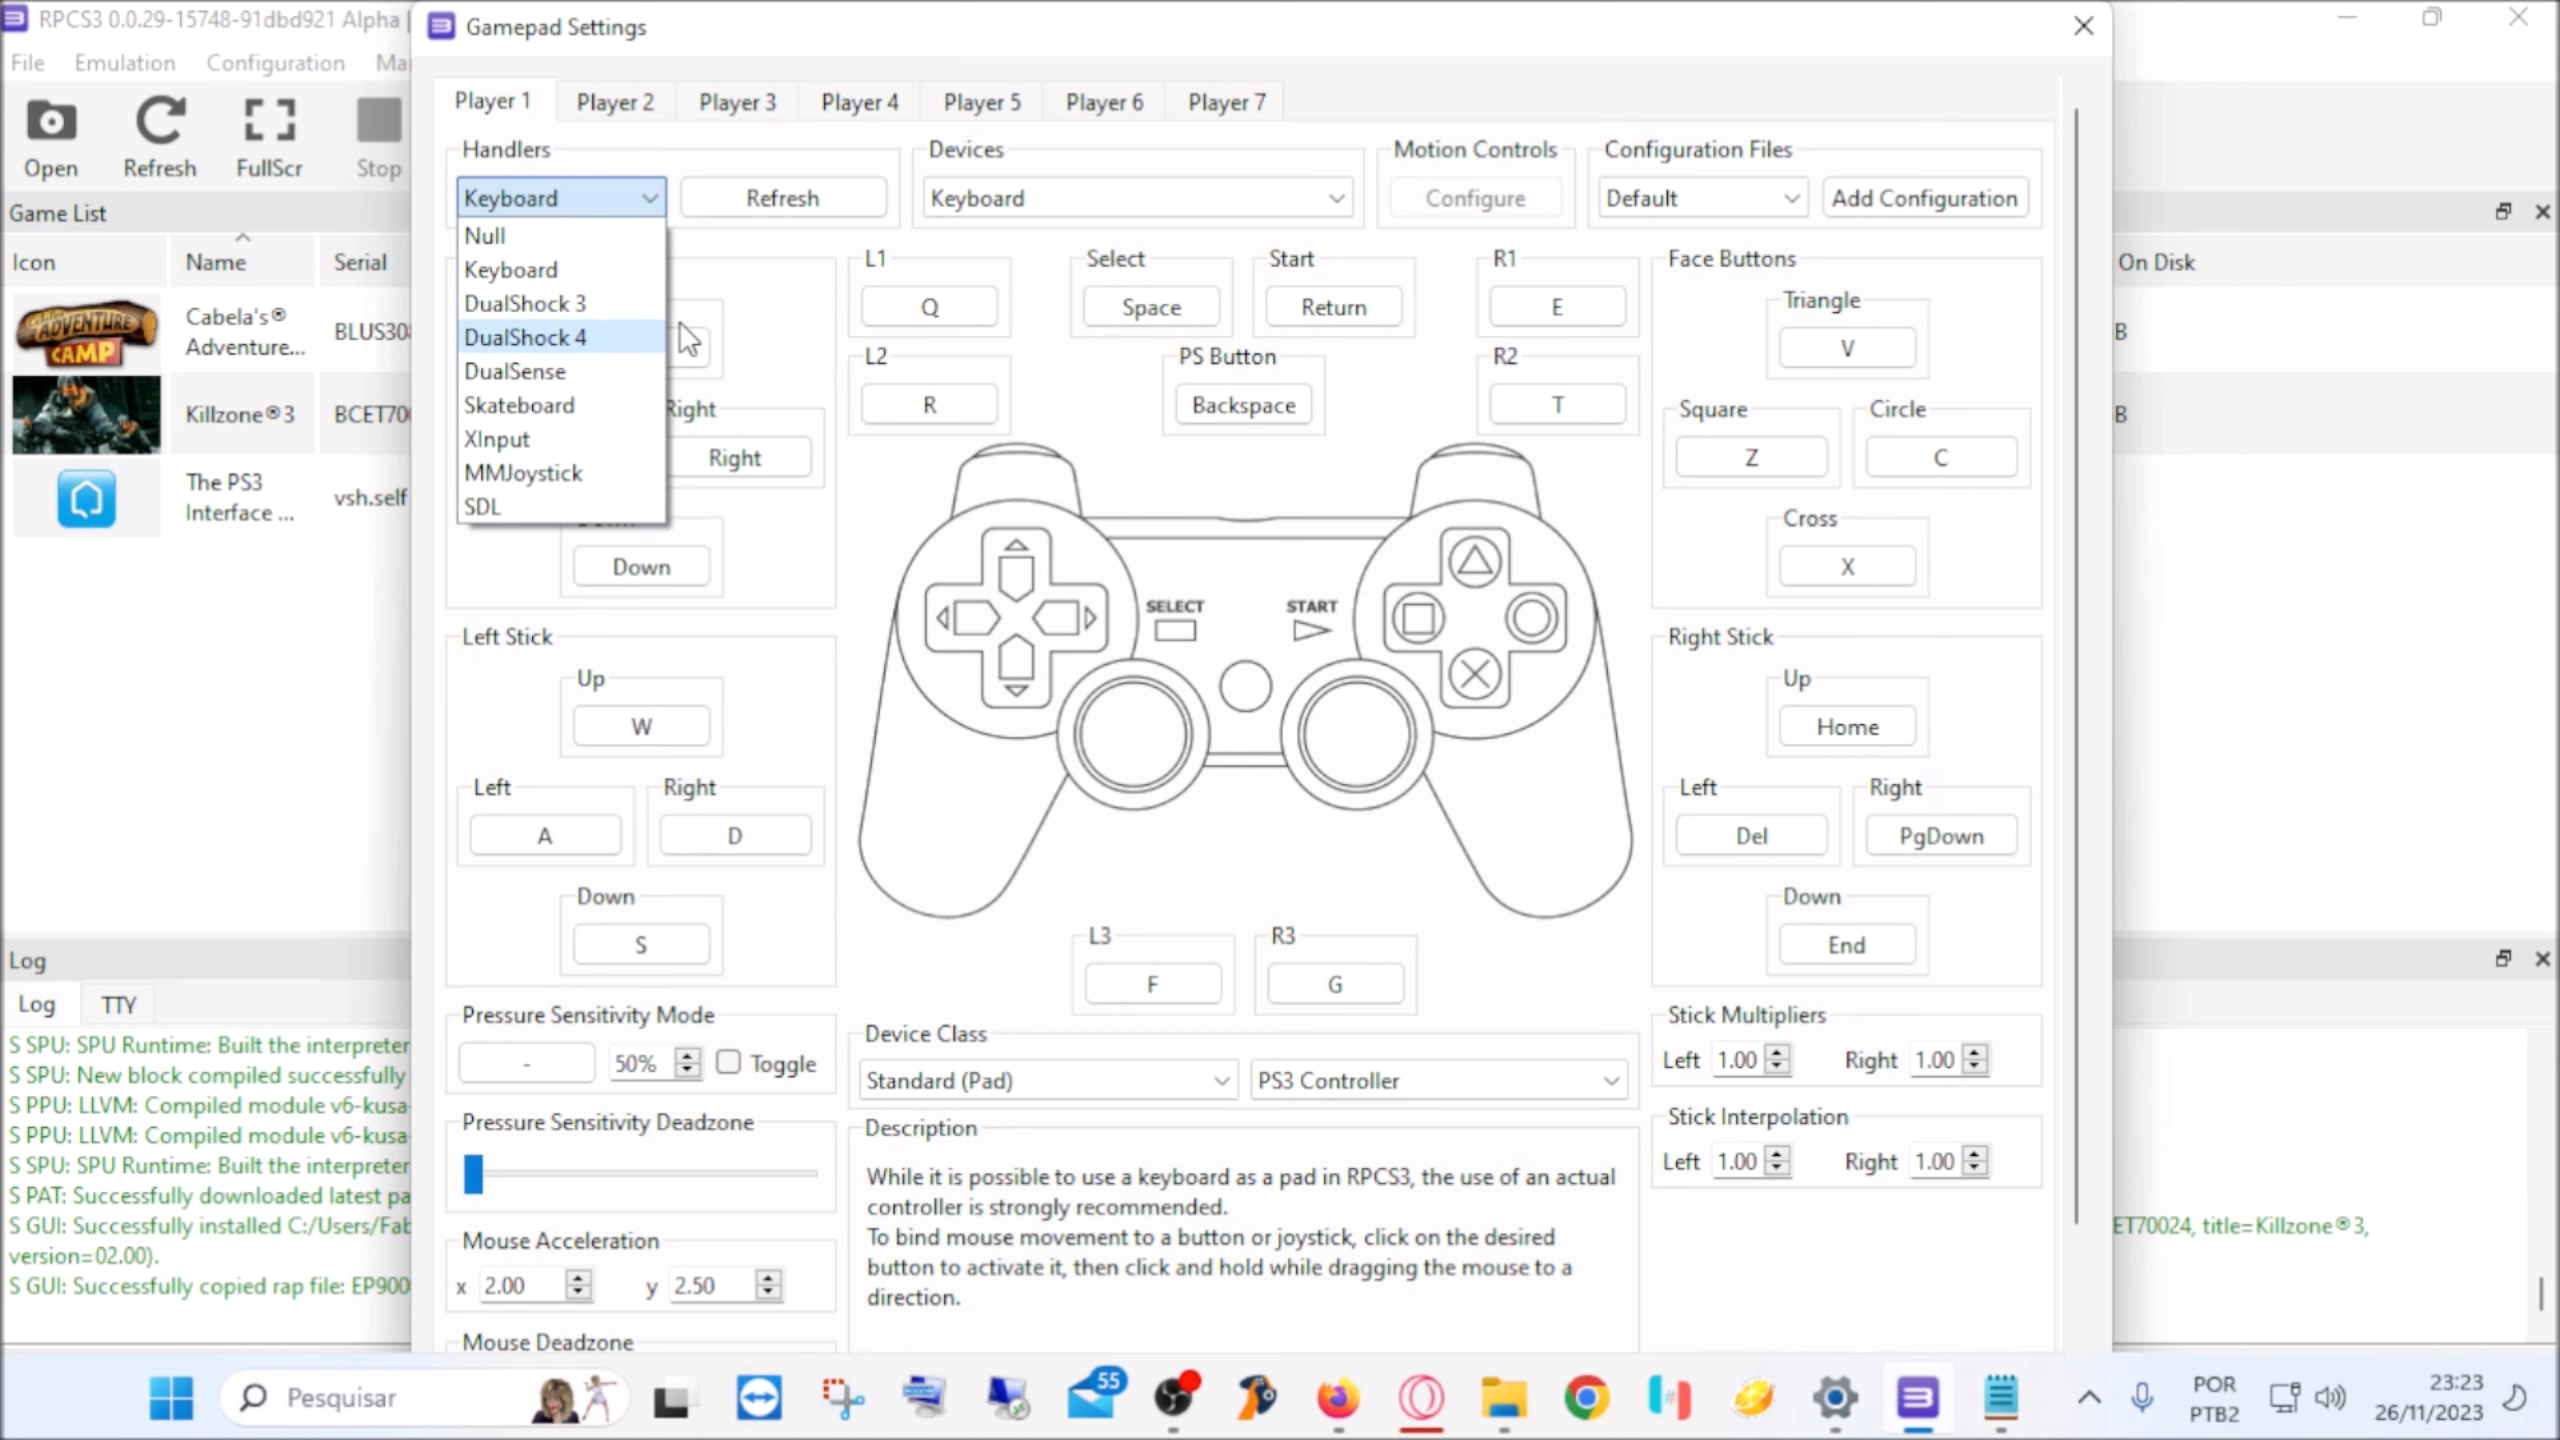 RPCS3 0.0.29-15748-91dbd921 Alpha |
File Emulation Configuration Ma
Open Refresh FullScr Stop
Game List
Icon Name Serial
ADVENTURE
CAMP
Cabela's®
Adventure...
BLUS30
Killzone®3 BCET70
The PS3
Interface ...
vsh.self
Log
Log TTY
S SPU: SPU Runtime: Built the interpreter
S SPU: New block compiled successfully
S PPU: LLVM: Compiled module v6-kusa-
S PPU: LLVM: Compiled module v6-kusa-
S SPU: SPU Runtime: Built the interpreter
S PAT: Successfully downloaded latest pa
S GUI: Successfully installed C:/Users/Fab
version=02.00).
S GUI: Successfully copied rap file: EP900
Gamepad Settings
Player 1 Player 2 Player 3 Player 4 Player 5 Player 6 Player 7
Handlers
Keyboard Refresh
Null
Keyboard
DualShock 3
DualShock 4
DualSense
Skateboard
XInput
MMJoystick
SDL
Right
Right
Down
Devices
Keyboard
Motion Controls
Configure
Configuration Files
Default Add Configuration
L1
Q
Select
Space
Start
Return
R1
E
L2
R
PS Button
Backspace
R2
T
Face Buttons
Triangle
V
Square
Z
Circle
C
Cross
X
SELECT START
Left Stick
Up
W
Left
A
Right
D
Down
S
Right Stick
Up
Home
Left
Del
Right
PgDown
Down
End
L3
F
R3
G
Pressure Sensitivity Mode
- 50% Toggle
Pressure Sensitivity Deadzone
Mouse Acceleration
x 2.00 y 2.50
Mouse Deadzone
Device Class
Standard (Pad) PS3 Controller
Description
While it is possible to use a keyboard as a pad in RPCS3, the use of an actual
controller is strongly recommended.
To bind mouse movement to a button or joystick, click on the desired
button to activate it, then click and hold while dragging the mouse to a
direction.
Stick Multipliers
Left 1.00 Right 1.00
Stick Interpolation
Left 1.00 Right 1.00
On Disk
B
B
ET70024, title=Killzone®3,
Pesquisar
55
POR
PTB2
23:23
26/11/2023